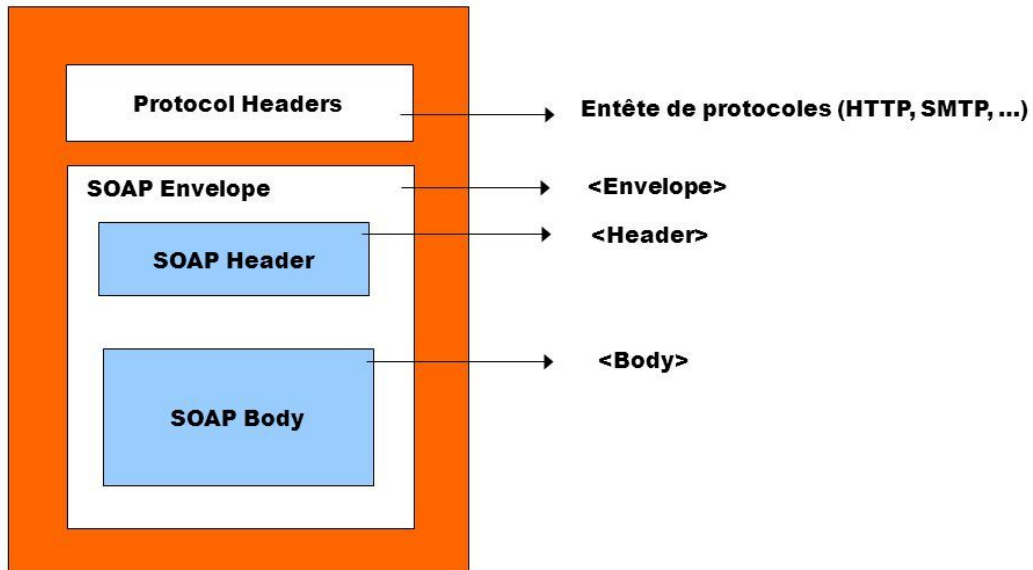 Protocol Headers
Entête de protocoles (HTTP, SMTP, ...)
SOAP Envelope
<Envelope>
<Header>
SOAP Header
<Body>
SOAP Body